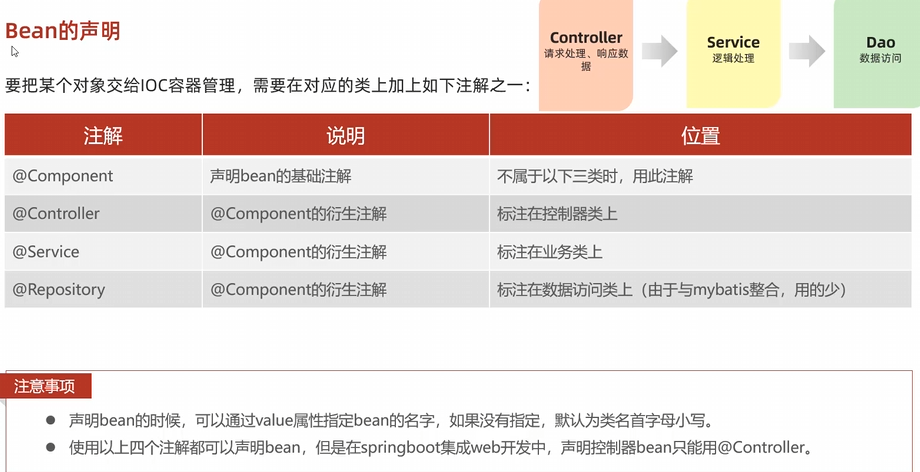 Bean的声明
要把某个对象交给IOC容器管理，需要在对应的类上加上如下注解之一：
Controller
请求处理、响应数
据
Service
逻辑处理
Dao
数据访问
注解 说明 位置
@Component 声明bean的基础注解 不属于以下三类时，用此注解
@Controller @Component的衍生注解 标注在控制器类上
@Service @Component的衍生注解 标注在业务类上
@Repository @Component的衍生注解 标注在数据访问类上（由于与mybatis整合，用的少）
注意事项
● 声明bean的时候，可以通过value属性指定bean的名字，如果没有指定，默认为类名首字母小写。
● 使用以上四个注解都可以声明bean，但是在springboot集成web开发中，声明控制器bean只能用@Controller。